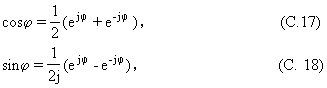 cosφ = 1/2 (e^{jφ} + e^{-jφ}), (C.17)
sinφ = 1/2j (e^{jφ} - e^{-jφ}), (C. 18)